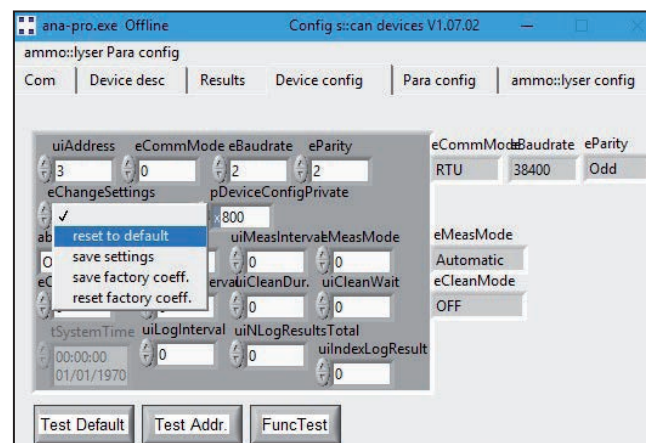 ana-pro.exe Offline Config s::can devices V1.07.02
ammo::lyser Para config
Com Device desc Results Device config Para config ammo::lyser config
uiAddress eCommMode eBaudrate eParity eCommMode eBaudrate eParity
3 0 2 2 RTU 38400 Odd
eChangeSettings pDeviceConfigPrivate
x800
reset to default
save settings
save factory coeff.
reset factory coeff.
uiMeasInterval eMeasMode eMeasMode
0 0 Automatic
uiCleanDur. uiCleanWait eCleanMode
0 0 OFF
tSystemTime uiLogInterval uiNLogResultsTotal
uiIndexLogResult
00:00:00 0 0 0
01/01/1970
Test Default Test Addr. FuncTest